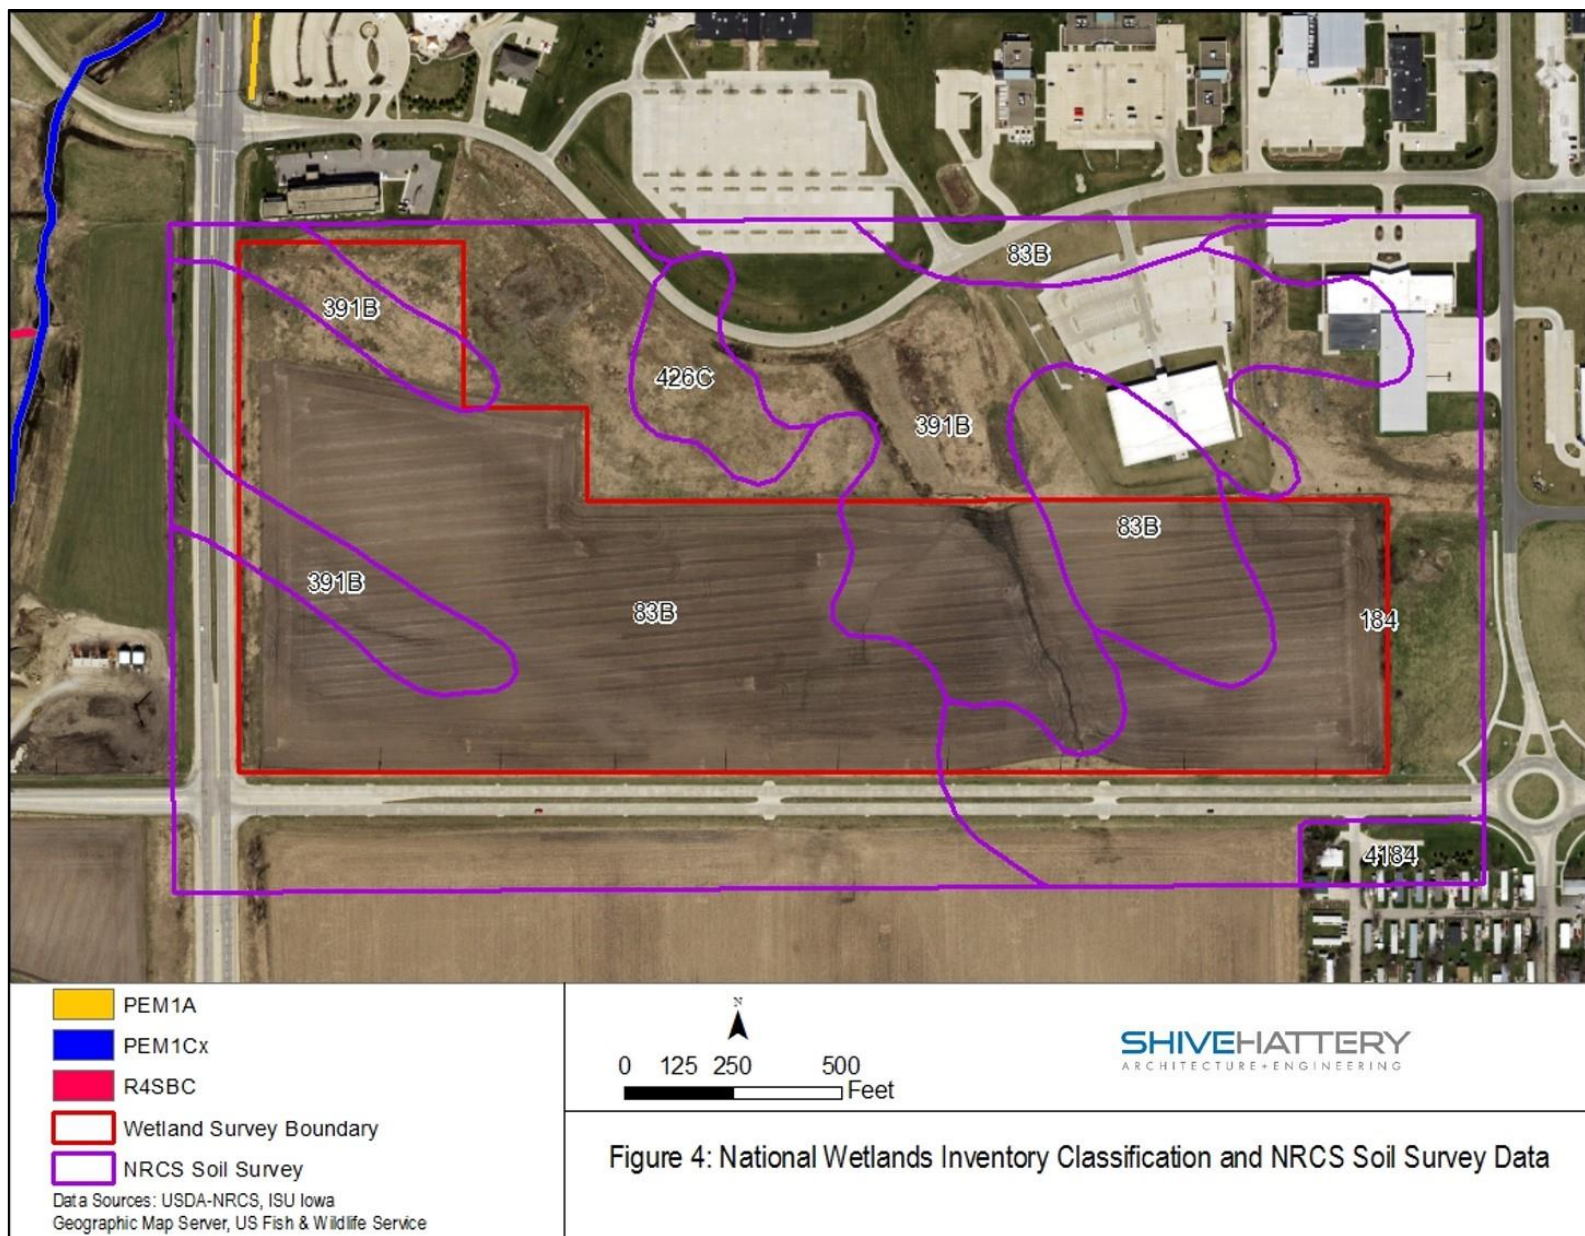 83B
391B
426C
391B
83B
391B
83B
184
4184
PEM1A
PEM1Cx
R4SBC
Wetland Survey Boundary
NRCS Soil Survey
Data Sources: USDA-NRCS, ISU Iowa
Geographic Map Server, US Fish & Wildlife Service
N
0 125 250 500
Feet
SHIVEHATTERY
ARCHITECTURE+ENGINEERING
Figure 4: National Wetlands Inventory Classification and NRCS Soil Survey Data